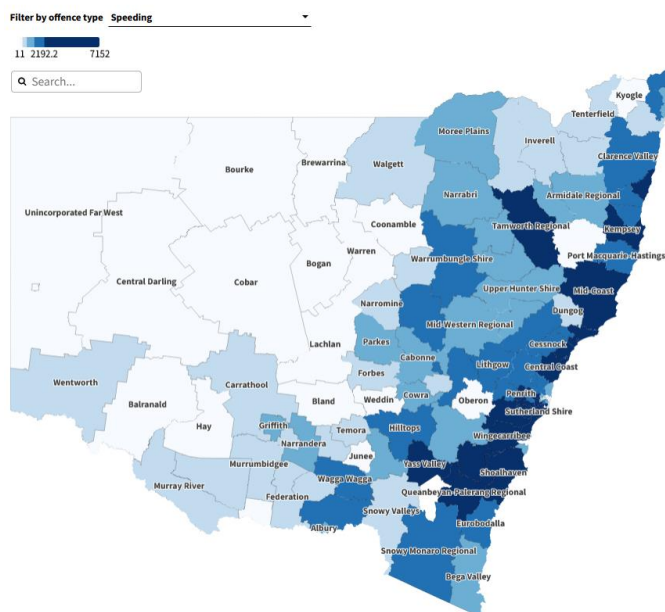 Filter by offence type Speeding
11 2192.2 7152
Search...
Kyogle
Tenterfield
Moree Plains
Inverell
Clarence Valley
Brewarrina
Walgett
Bourke
Narrabri
Armidale Regional
Unincorporated Far West
Coonamble
Tamworth Regional
Kempsey
Warren
Port Macquarie-Hastings
Bogan
Warrumbungle Shire
Central Darling
Cobar
Upper Hunter Shire
Mid-Coast
Narromine
Dungog
Mid-Western Regional
Lachlan
Parkes
Cessnock
Cabonne
Lithgow
Central Coast
Forbes
Wentworth
Carrathool
Penrith
Cowra
Bland
Weddin
Oberon
Balranald
Sutherland Shire
Hay
Griffith
Temora
Hilltops
Wingecarribee
Narrandera
Junee
Murrumbidgee
Yass Valley
Shoalhaven
Wagga Wagga
Murray River
Queanbeyan-Palerang Regional
Federation
Snowy Valleys
Albury
Eurobodalla
Snowy Monaro Regional
Bega Valley